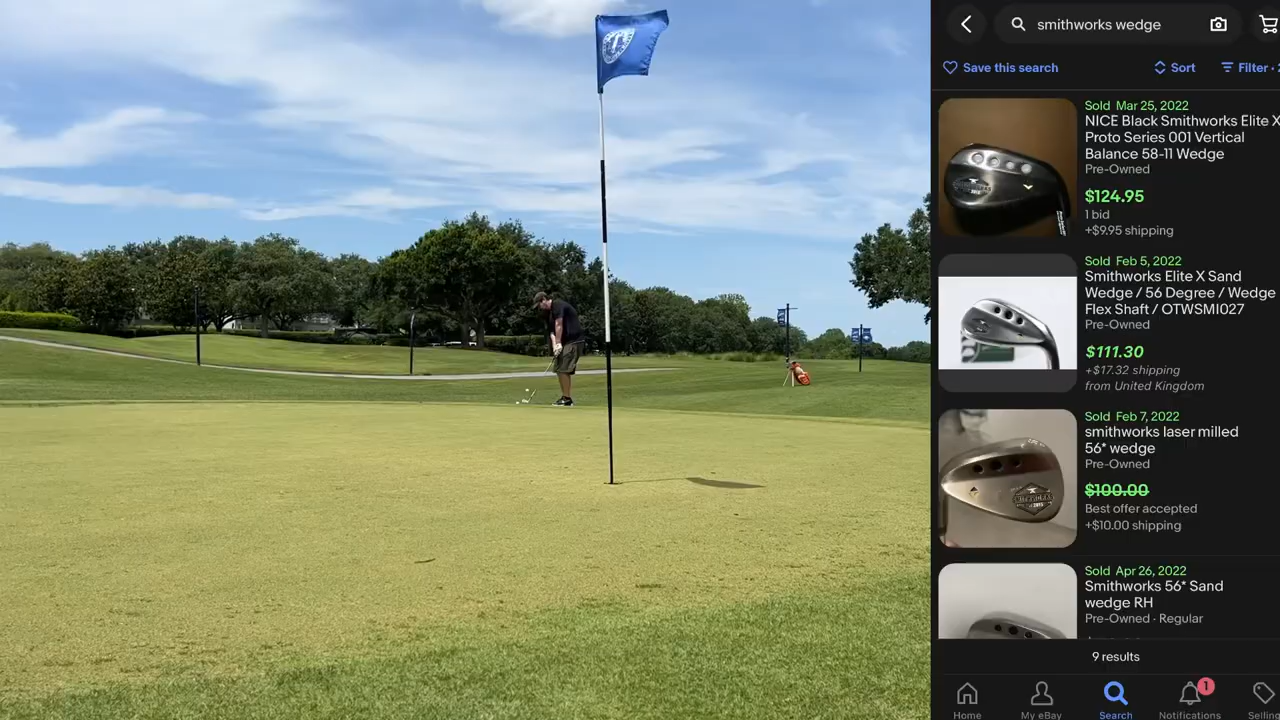 smithworks wedge
Save this search
Sort
Filter ·
Sold Mar 25, 2022
NICE Black Smithworks Elite X
Proto Series 001 Vertical
Balance 58-11 Wedge
Pre-Owned
$124.95
1 bid
+$9.95 shipping
Sold Feb 5, 2022
Smithworks Elite X Sand
Wedge / 56 Degree / Wedge
Flex Shaft / OTWSMI027
Pre-Owned
$111.30
+$17.32 shipping
from United Kingdom
Sold Feb 7, 2022
smithworks laser milled
56* wedge
Pre-Owned
$100.00
Best offer accepted
+$10.00 shipping
Sold Apr 26, 2022
Smithworks 56* Sand
wedge RH
Pre-Owned · Regular
9 results
1
Home
My eBay
Search
Notifications
Selling